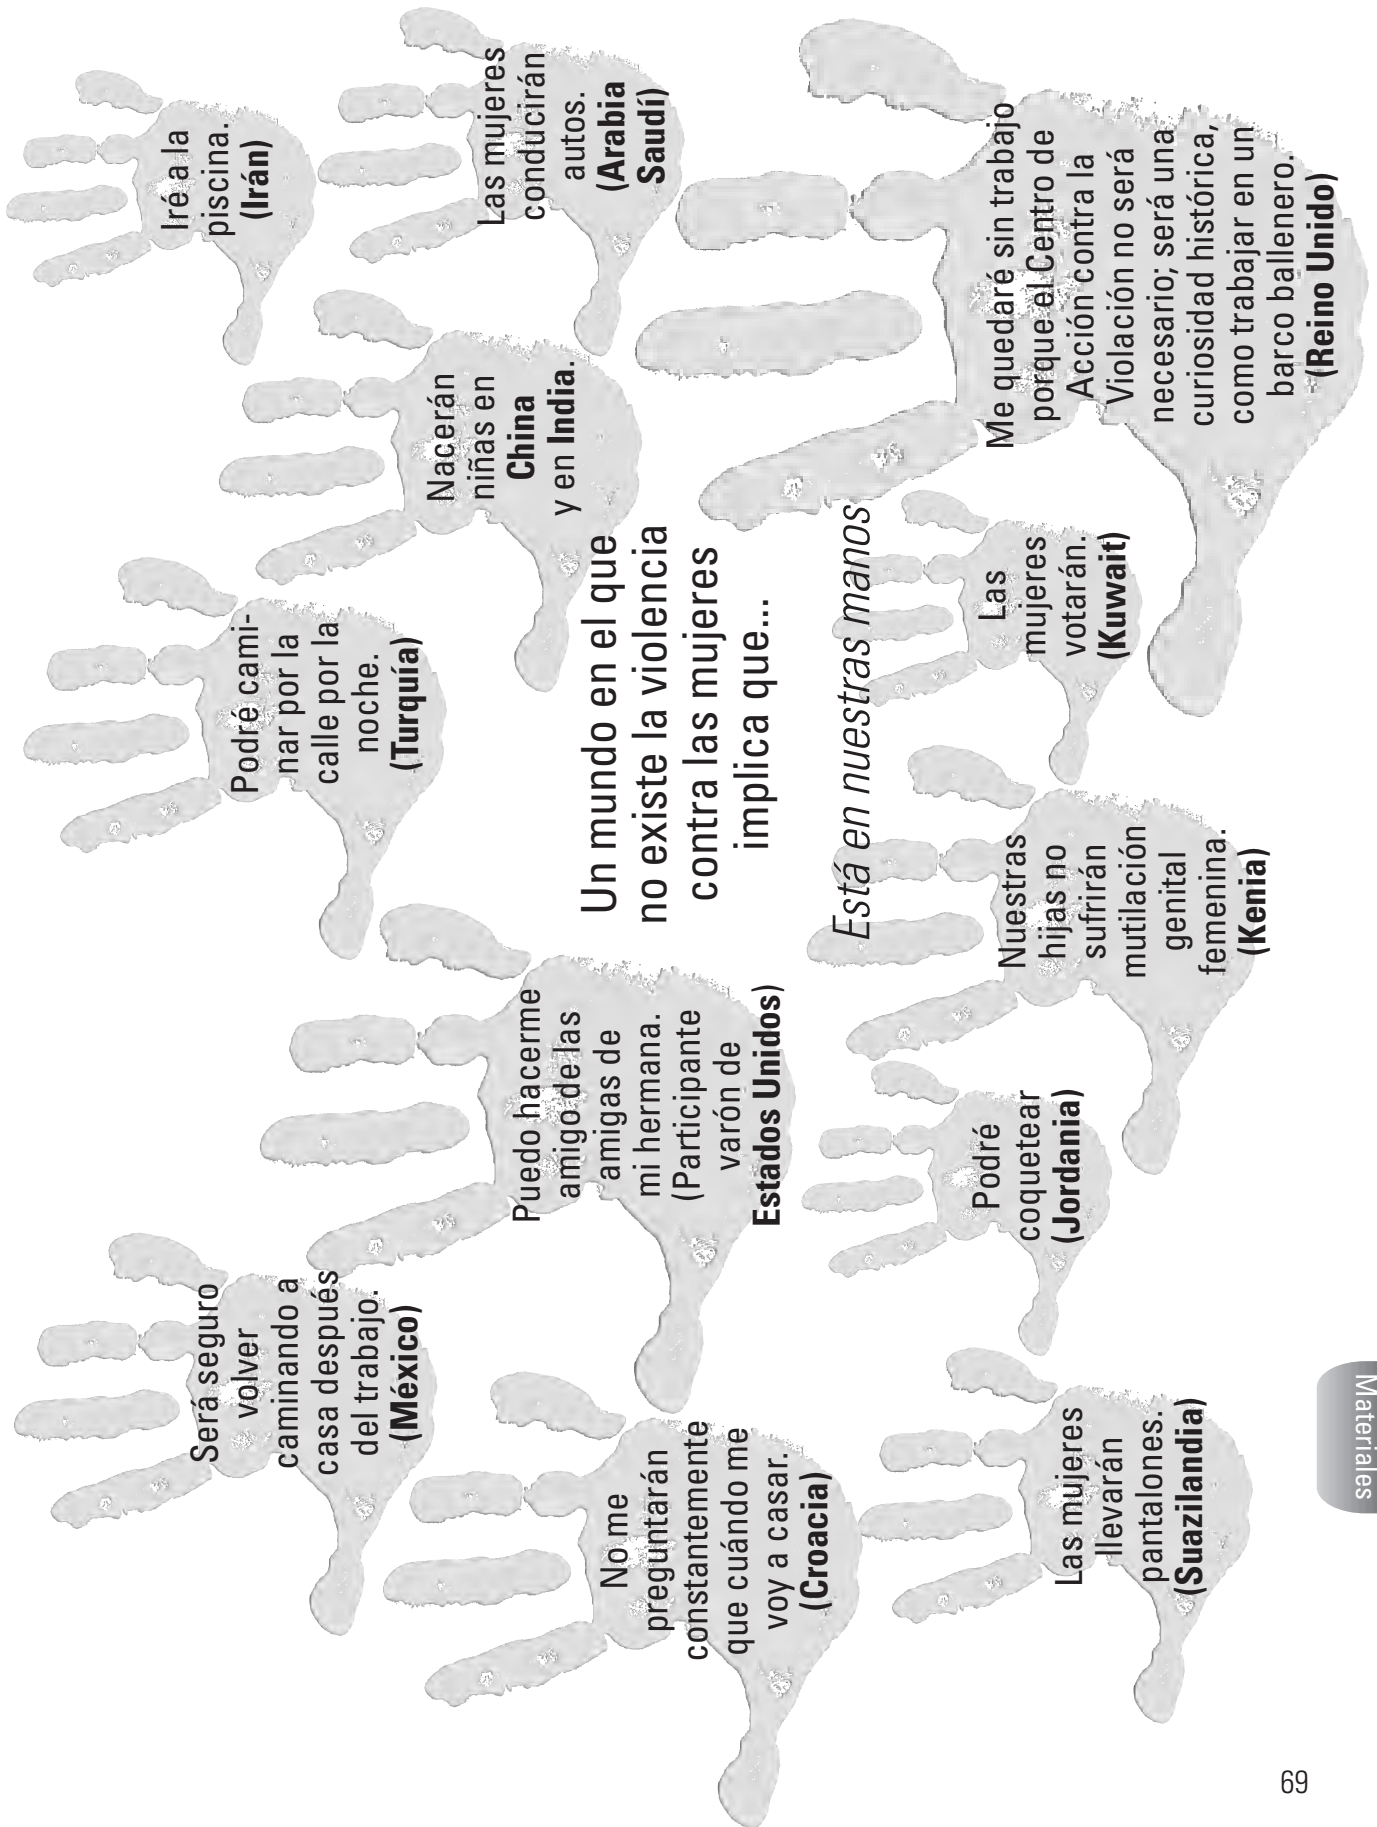 Será seguro
volver
caminando a
casa después
del trabajo.
(México)
Podré cami-
nar por la
calle por la
noche.
(Turquía)
Iré a la
piscina.
(Irán)
Nacerán
niñas en
China
y en India.
Las mujeres
conducirán
autos.
(Arabia
Saudí)
Puedo hacerme
amigo de las
amigas de
mi hermana.
(Participante
varón de
Estados Unidos)
Un mundo en el que
no existe la violencia
contra las mujeres
implica que...
Está en nuestras manos
No me
preguntarán
constantemente
que cuándo me
voy a casar.
(Croacia)
Podré
coquetear
(Jordania)
Nuestras
hijas no
sufrirán
mutilación
genital
femenina.
(Kenia)
Las
mujeres
votarán.
(Kuwait)
Me quedaré sin trabajo
porque el Centro de
Acción contra la
Violación no será
necesario; será una
curiosidad histórica,
como trabajar en un
barco ballenero.
(Reino Unido)
Las mujeres
llevarán
pantalones.
(Suazilandia)
Materiales
69